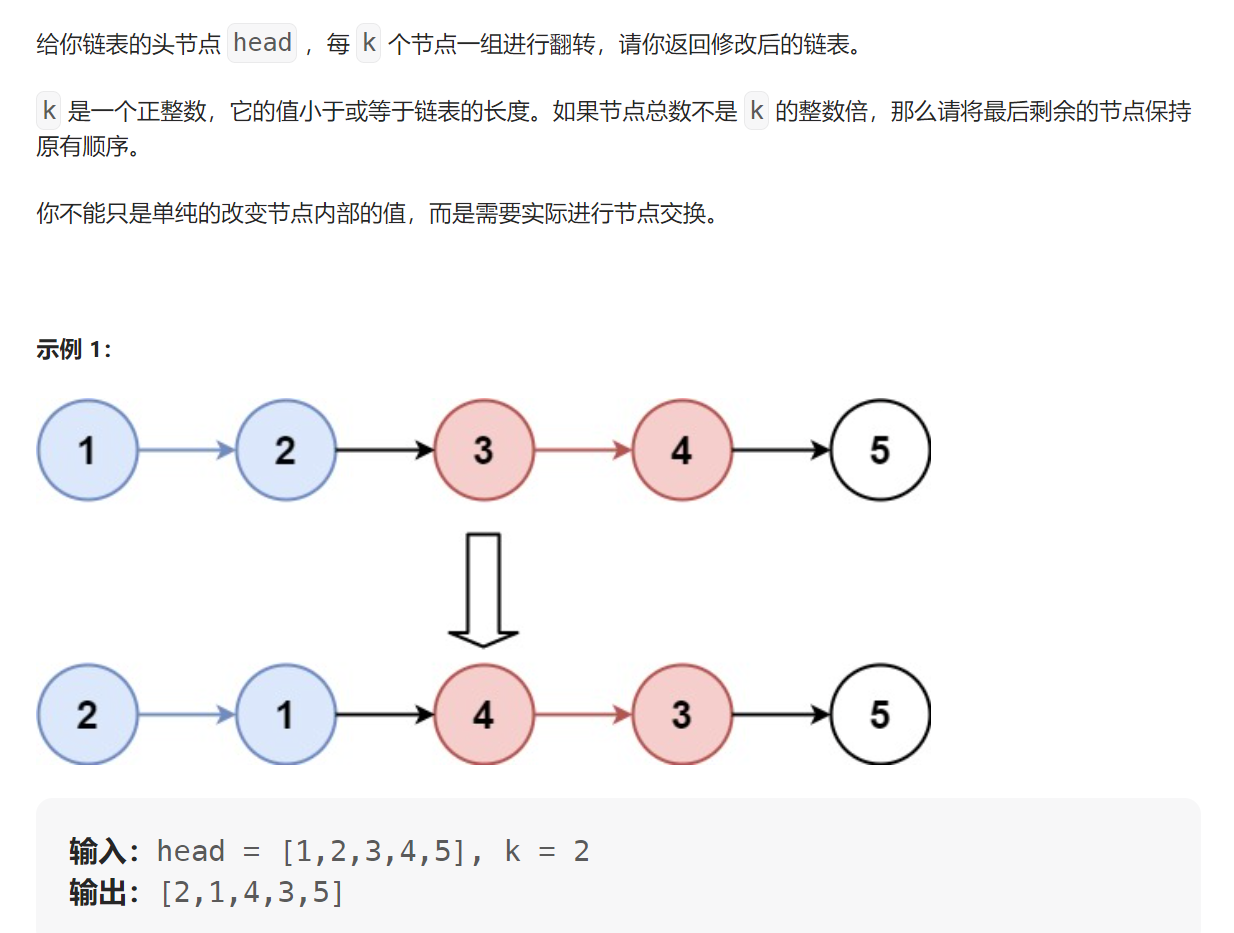 给你链表的头节点 head ，每 k 个节点一组进行翻转，请你返回修改后的链表。
k 是一个正整数，它的值小于或等于链表的长度。如果节点总数不是 k 的整数倍，那么请将最后剩余的节点保持
原有顺序。
你不能只是单纯的改变节点内部的值，而是需要实际进行节点交换。
示例 1：
1 2 3 4 5
2 1 4 3 5
输入：head = [1,2,3,4,5], k = 2
输出：[2,1,4,3,5]